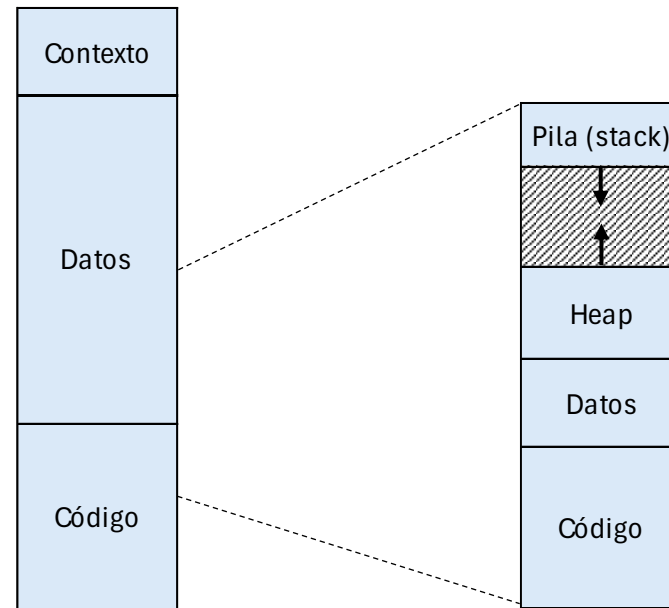 Contexto
Datos
Código
Pila (stack)
Heap
Datos
Código